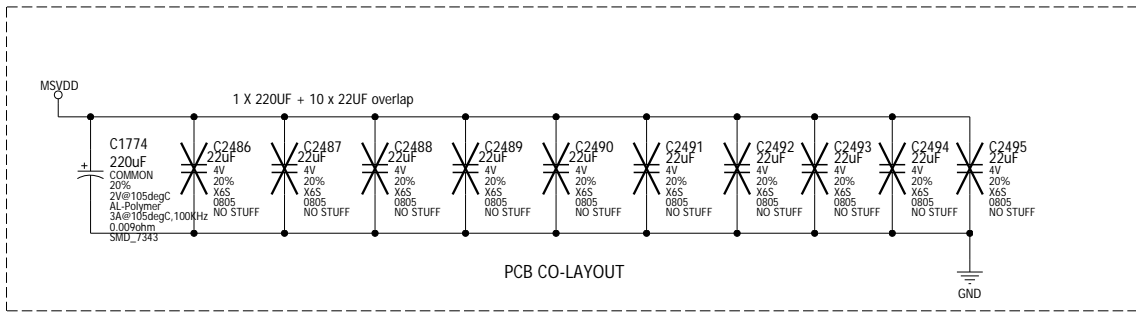 MSVDD
1 X 220UF + 10 x 22UF overlap
C1774
220uF
COMMON
20%
2V@105degC
AL-Polymer
3A@105degC,100KHz
0.009ohm
SMD_7343
C2486
22uF
4V
20%
X6S
0805
NO STUFF
C2487
22uF
4V
20%
X6S
0805
NO STUFF
C2488
22uF
4V
20%
X6S
0805
NO STUFF
C2489
22uF
4V
20%
X6S
0805
NO STUFF
C2490
22uF
4V
20%
X6S
0805
NO STUFF
C2491
22uF
4V
20%
X6S
0805
NO STUFF
C2492
22uF
4V
20%
X6S
0805
NO STUFF
C2493
22uF
4V
20%
X6S
0805
NO STUFF
C2494
22uF
4V
20%
X6S
0805
NO STUFF
C2495
22uF
4V
20%
X6S
0805
NO STUFF
PCB CO-LAYOUT
GND